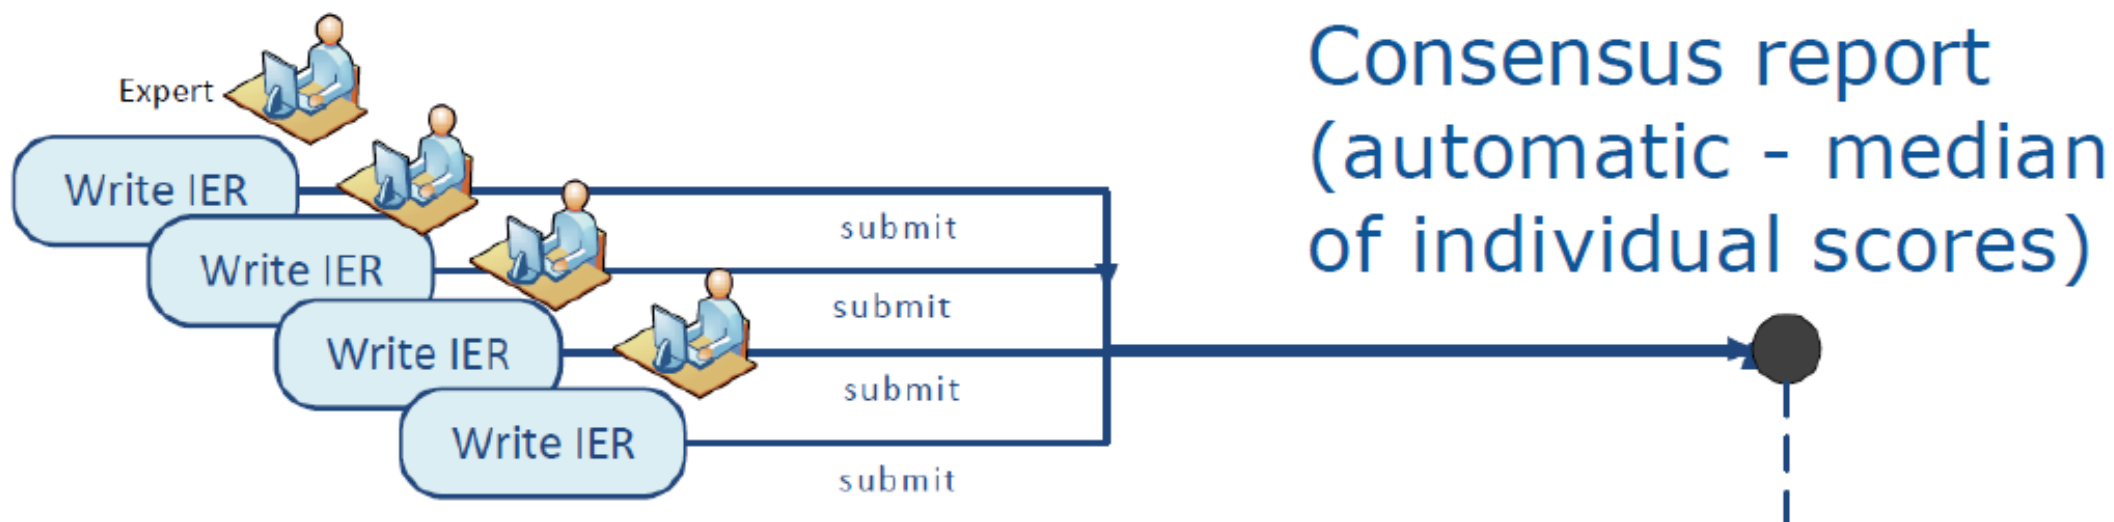 Expert
Write IER
Write IER
Write IER
Write IER
submit
submit
submit
submit
Consensus report
(automatic - median
of individual scores)